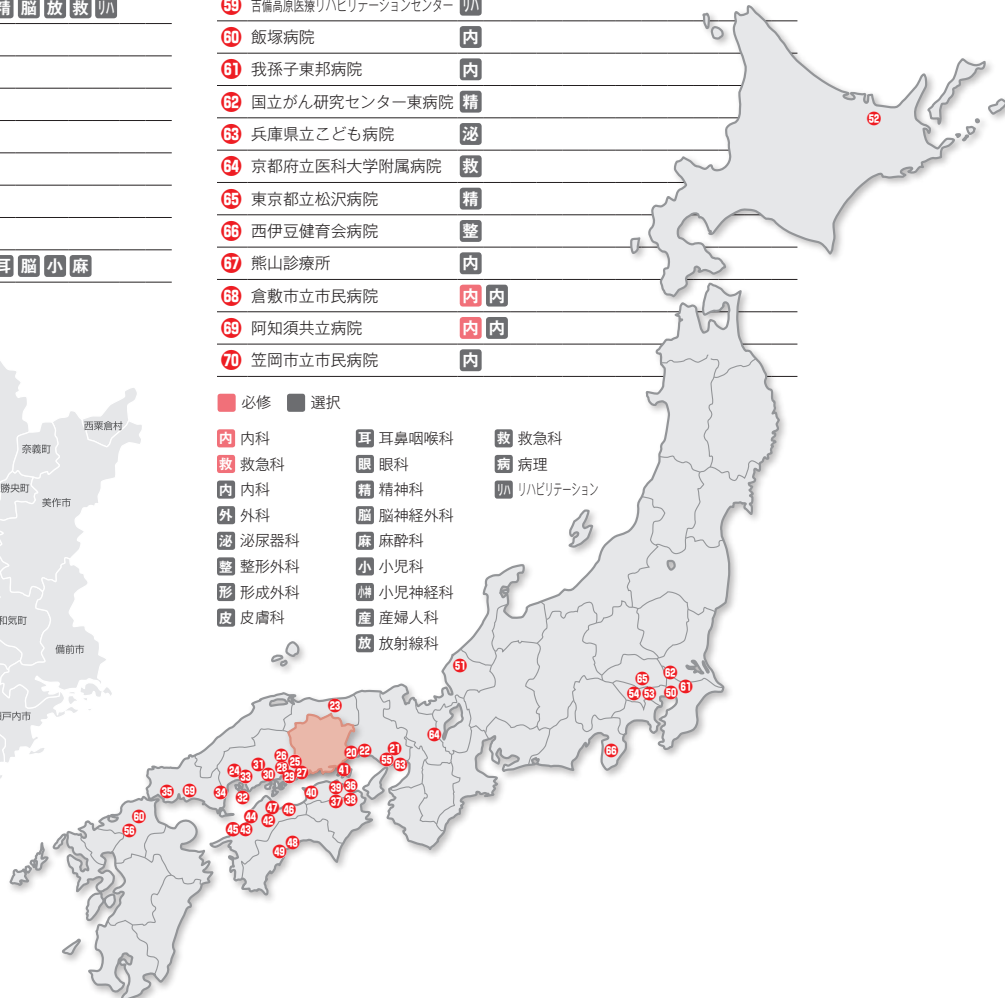 精 脳 放 救 リハ
耳 脳 小 麻
59 吉備高原医療リハビリテーションセンター リハ
60 飯塚病院 内
61 我孫子東邦病院 内
62 国立がん研究センター東病院 精
63 兵庫県立こども病院 泌
64 京都府立医科大学附属病院 救
65 東京都立松沢病院 精
66 西伊豆健育会病院 整
67 熊山診療所 内
68 倉敷市立市民病院 内 内
69 阿知須共立病院 内 内
70 笠岡市立市民病院 内
必修 選択
内 内科
救 救急科
内 内科
外 外科
泌 泌尿器科
整 整形外科
形 形成外科
皮 皮膚科
耳 耳鼻咽喉科
眼 眼科
精 精神科
脳 脳神経外科
麻 麻酔科
小 小児科
小神 小児神経科
産 産婦人科
放 放射線科
救 救急科
病 病理
リハ リハビリテーション
西粟倉村
奈義町
勝央町
美作市
和気町
備前市
戸内市
52
51
62
65
61
54 53 50
66
64
23
20 22 21
55 63
26
31 28 25
24 33 30 29 27
41
35 69 34 32
40 39 36
37 38
47 46
44 42
45 43
48
49
60
56